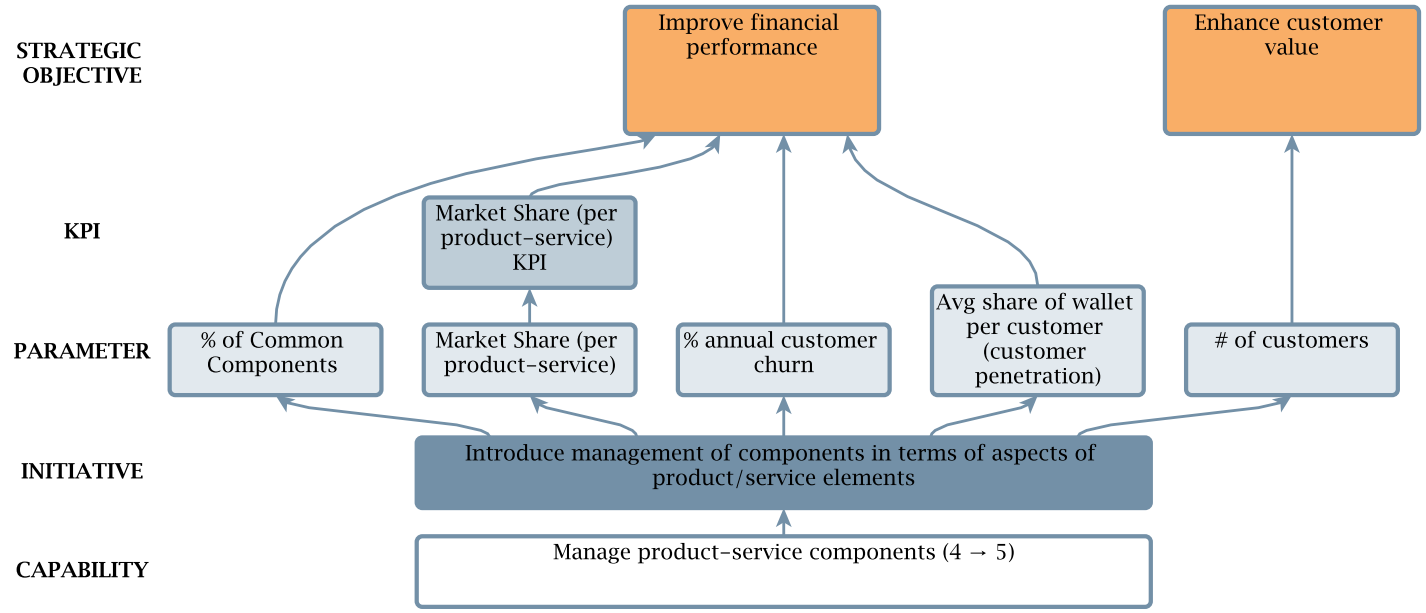 STRATEGIC
OBJECTIVE
Improve financial
performance
Enhance customer
value
KPI
Market Share (per
product-service)
KPI
PARAMETER
% of Common
Components
Market Share (per
product-service)
% annual customer
churn
Avg share of wallet
per customer
(customer
penetration)
# of customers
INITIATIVE
Introduce management of components in terms of aspects of
product/service elements
CAPABILITY
Manage product-service components (4 → 5)